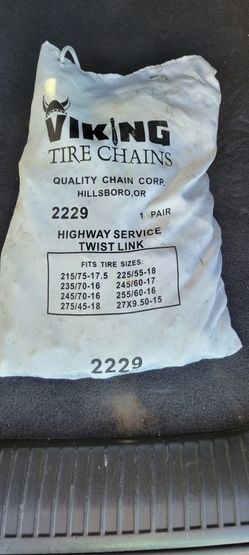 VIKING
TIRE CHAINS
QUALITY CHAIN CORP.
HILLSBORO,OR
2229 1 PAIR
HIGHWAY SERVICE
TWIST LINK
FITS TIRE SIZES:
215/75-17.5 225/55-18
235/70-16 245/60-17
245/70-16 255/60-16
275/45-18 27X9.50-15
2229